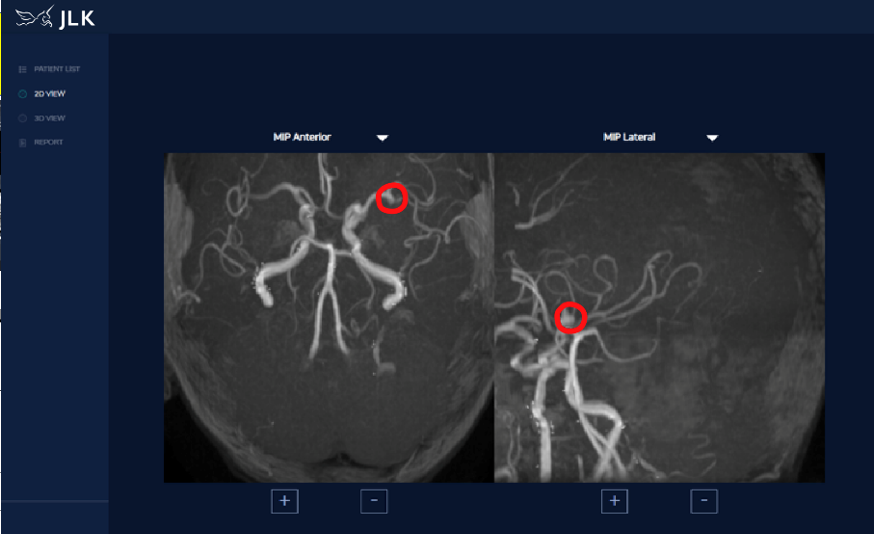 JLK
PATIENT LIST
2D VIEW
3D VIEW
REPORT
MIP Anterior
MIP Lateral
+ -
+ -